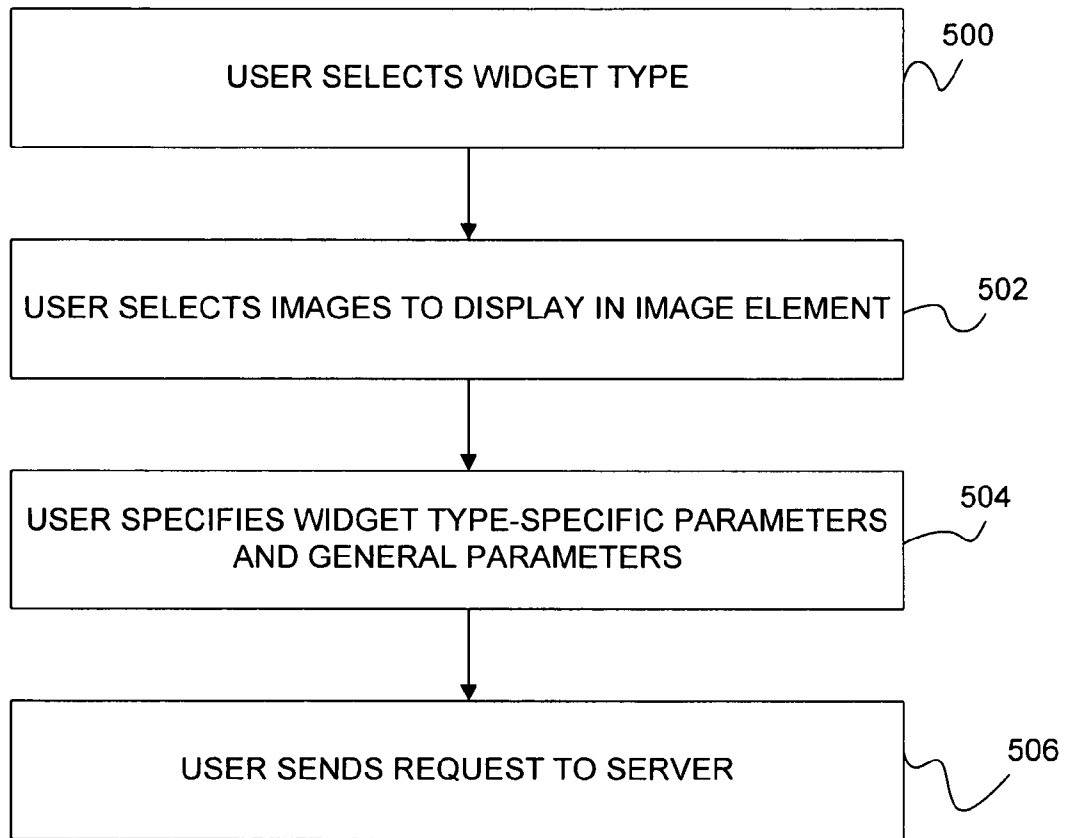 500
USER SELECTS WIDGET TYPE
502
USER SELECTS IMAGES TO DISPLAY IN IMAGE ELEMENT
504
USER SPECIFIES WIDGET TYPE-SPECIFIC PARAMETERS
AND GENERAL PARAMETERS
506
USER SENDS REQUEST TO SERVER